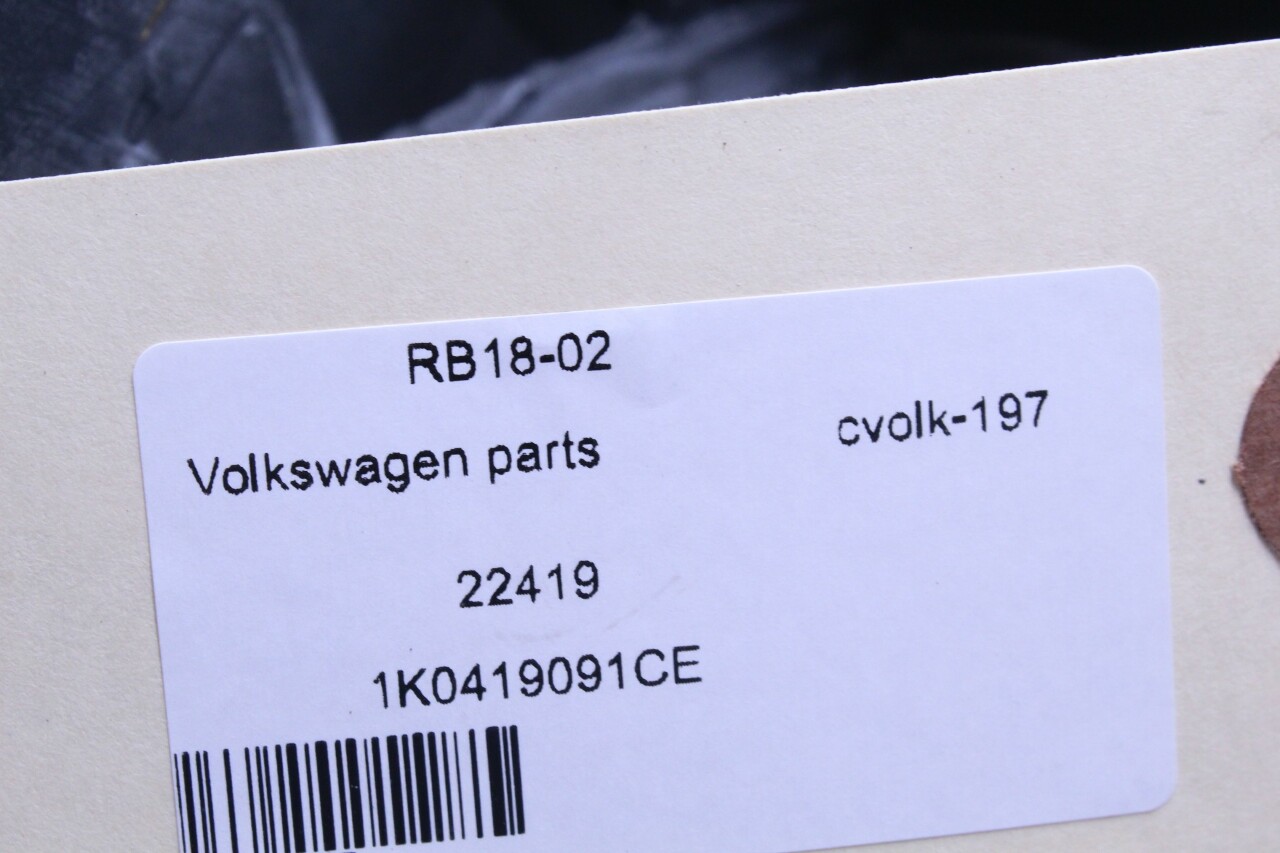 RB18-02
cvolk-197
Volkswagen parts
22419
1K0419091CE